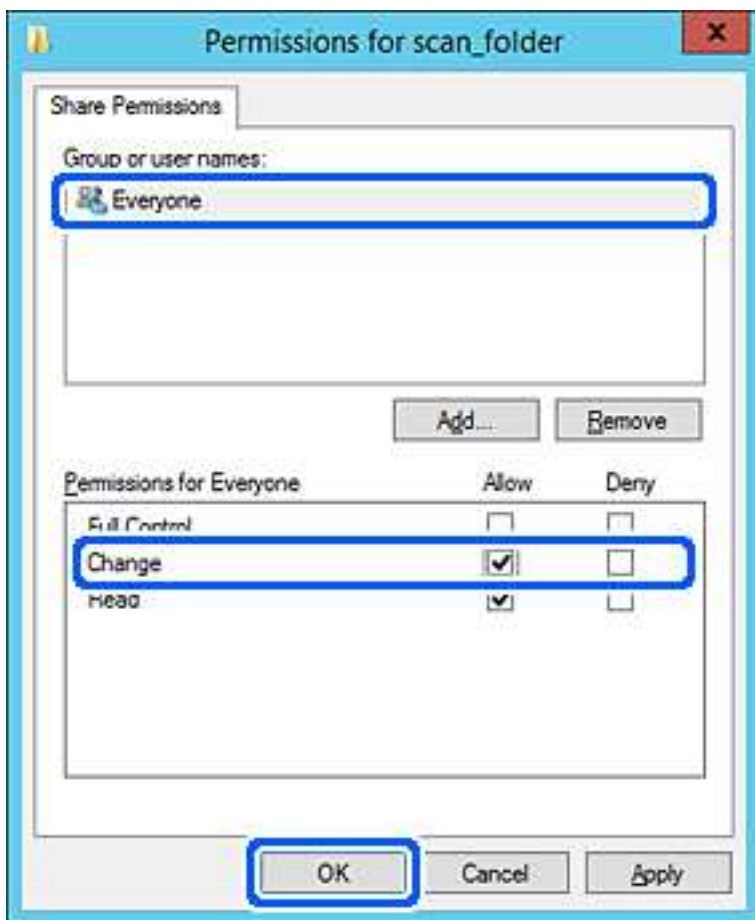 Permissions for scan_folder
x
Share Permissions
Group or user names:
Everyone
Add... Remove
Permissions for Everyone Allow Deny
Full Control
Change
Read
OK Cancel Apply